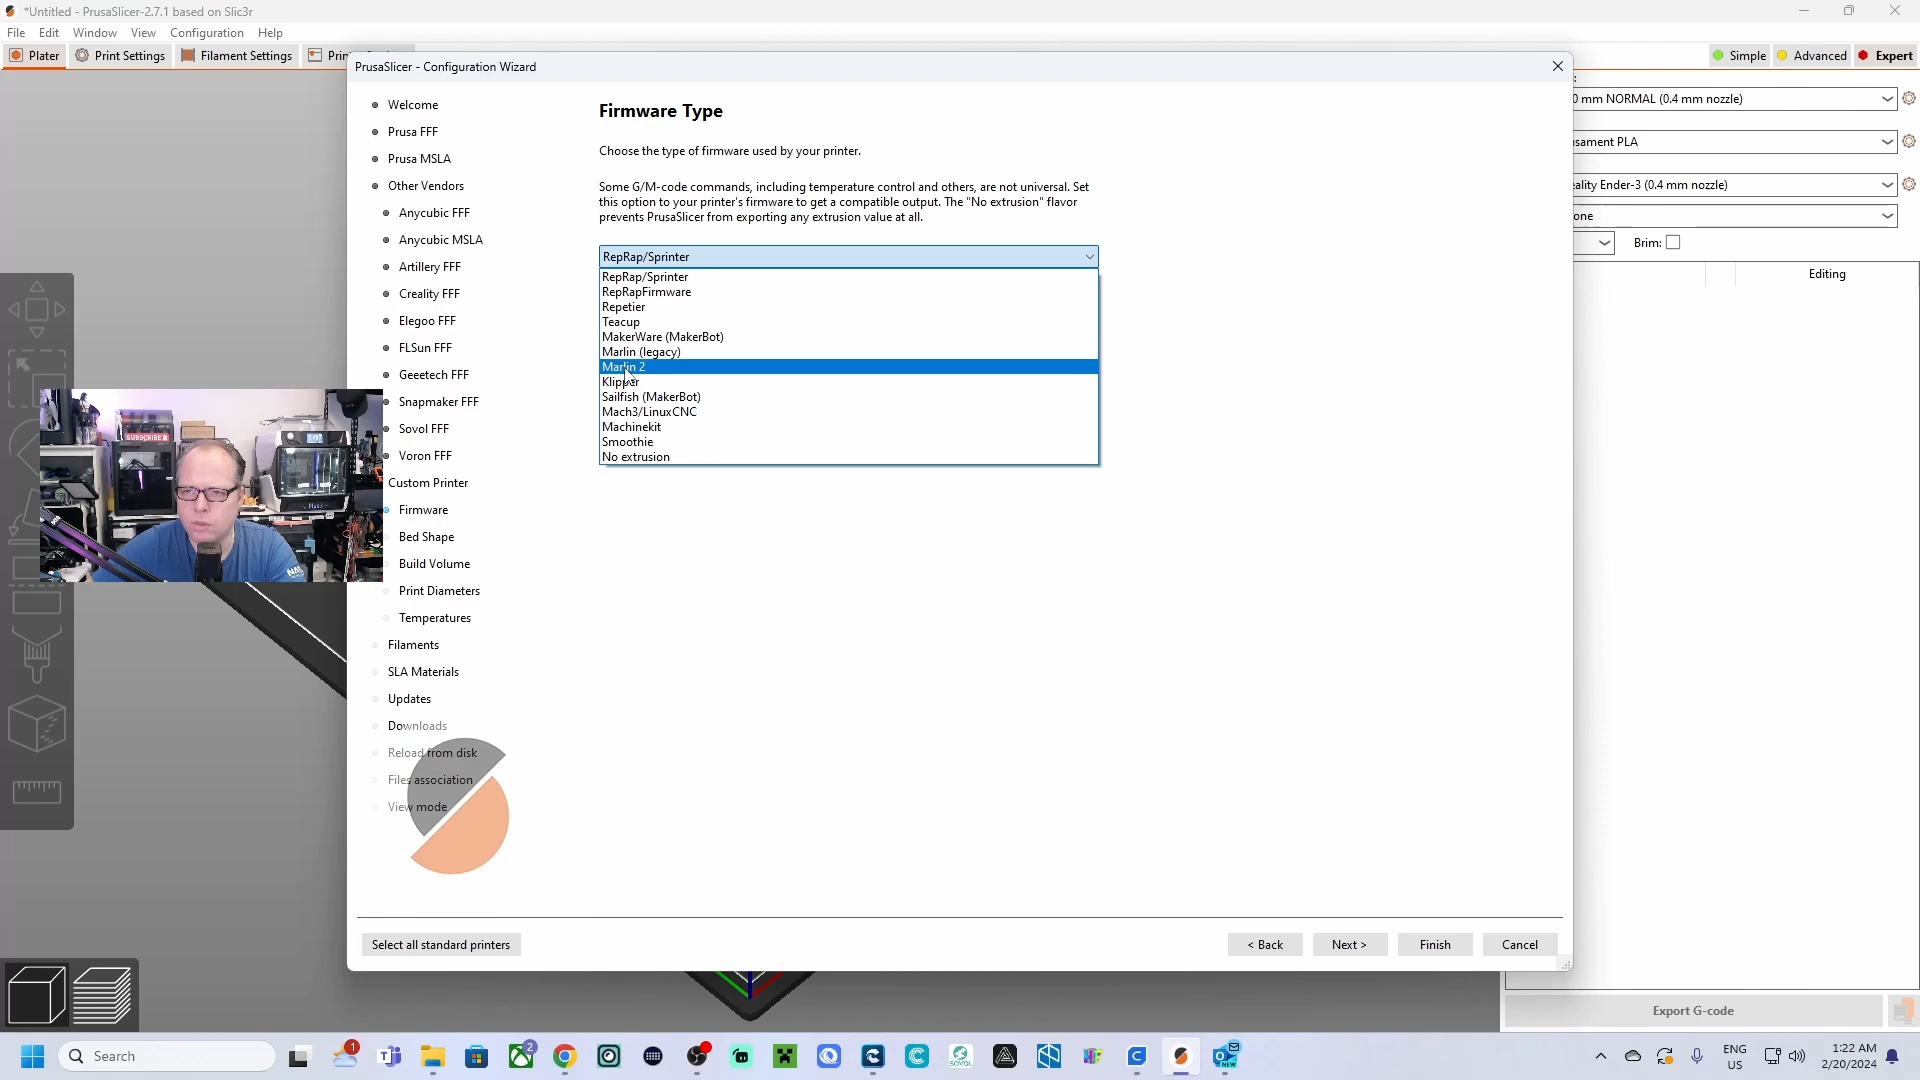 *Untitled - PrusaSlicer-2.7.1 based on Slic3r
File Edit Window View Configuration Help
Plater Print Settings Filament Settings Simple Advanced Expert
PrusaSlicer - Configuration Wizard
Welcome
Prusa FFF
Prusa MSLA
Other Vendors
Anycubic FFF
Anycubic MSLA
Artillery FFF
Creality FFF
Elegoo FFF
FLSun FFF
Geeetech FFF
Snapmaker FFF
Sovol FFF
Voron FFF
Custom Printer
Firmware
Bed Shape
Build Volume
Print Diameters
Temperatures
Filaments
SLA Materials
Updates
Downloads
Reload from disk
Files association
View mode
Firmware Type
Choose the type of firmware used by your printer.
Some G/M-code commands, including temperature control and others, are not universal. Set
this option to your printer's firmware to get a compatible output. The "No extrusion" flavor
prevents PrusaSlicer from exporting any extrusion value at all.
RepRap/Sprinter
RepRap/Sprinter
RepRapFirmware
Repetier
Teacup
MakerWare (MakerBot)
Marlin (legacy)
Marlin 2
Klipper
Sailfish (MakerBot)
Mach3/LinuxCNC
Machinekit
Smoothie
No extrusion
0 mm NORMAL (0.4 mm nozzle)
sament PLA
eality Ender-3 (0.4 mm nozzle)
one
Brim:
Editing
SUBSCRIBE
Select all standard printers < Back Next > Finish Cancel
Export G-code
Search
1
2
NEW
ENG
US
1:22 AM
2/20/2024